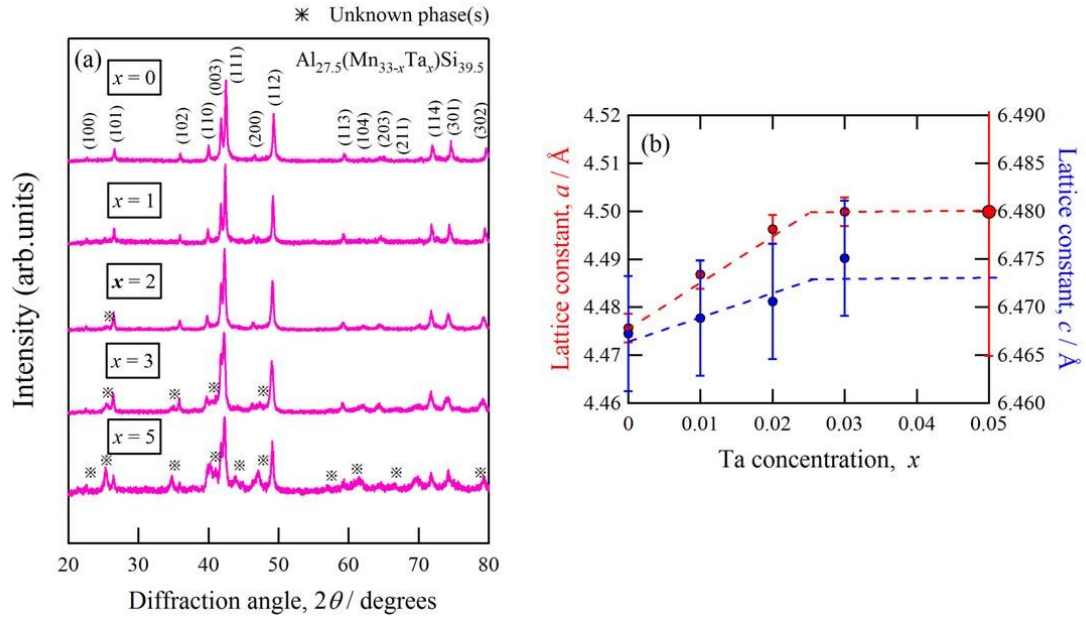 ※ Unknown phase(s)
(a)
Al27.5(Mn33-xTax)Si39.5
x = 0
(100)
(101)
(102)
(110)
(003)
(111)
(200)
(112)
(113)
(104)
(203)
(211)
(114)
(301)
(302)
x = 1
x = 2
※
x = 3
※ ※ ※ ※
x = 5
※ ※ ※ ※ ※ ※ ※ ※ ※ ※
Intensity (arb.units)
20 30 40 50 60 70 80
Diffraction angle, 2θ / degrees
(b)
Lattice constant, a / Å
4.52
4.51
4.50
4.49
4.48
4.47
4.46
6.490
6.485
6.480
6.475
6.470
6.465
6.460
Lattice constant, c / Å
0 0.01 0.02 0.03 0.04 0.05
Ta concentration, x